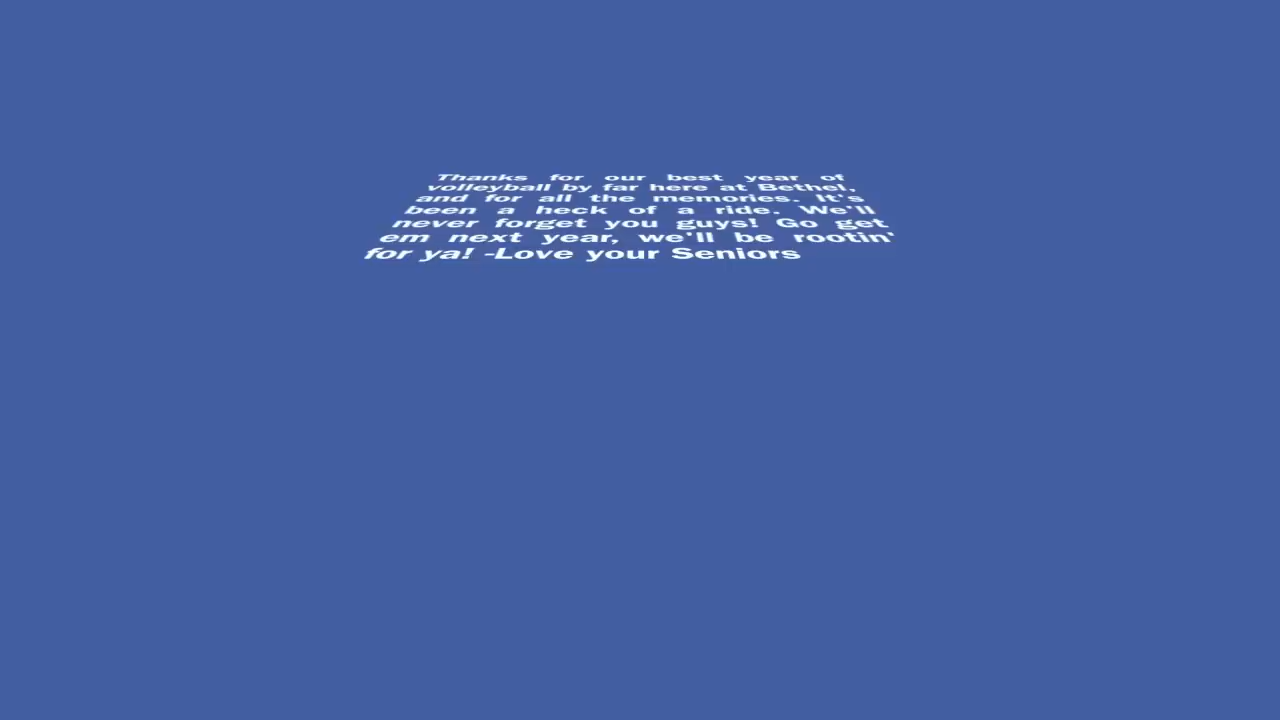 Thanks for our best year of
volleyball by far here at Bethel,
and for all the memories. It's
been a heck of a ride. We'll
never forget you guys! Go get
em next year, we'll be rootin'
for ya! -Love your Seniors